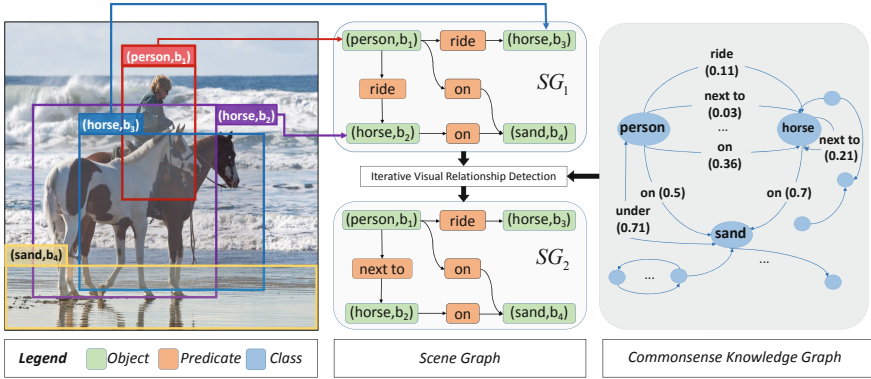 (person,b1)
(horse,b3)
(horse,b2)
(sand,b4)
(person,b1)
ride
(horse,b3)
ride
on
SG1
(horse,b2)
on
(sand,b4)
Iterative Visual Relationship Detection
(person,b1)
ride
(horse,b3)
next to
on
SG2
(horse,b2)
on
(sand,b4)
ride
(0.11)
next to
(0.03)
...
on
(0.36)
person
horse
next to
(0.21)
on (0.5)
on (0.7)
under
(0.71)
sand
...
...
Legend
Object
Predicate
Class
Scene Graph
Commonsense Knowledge Graph